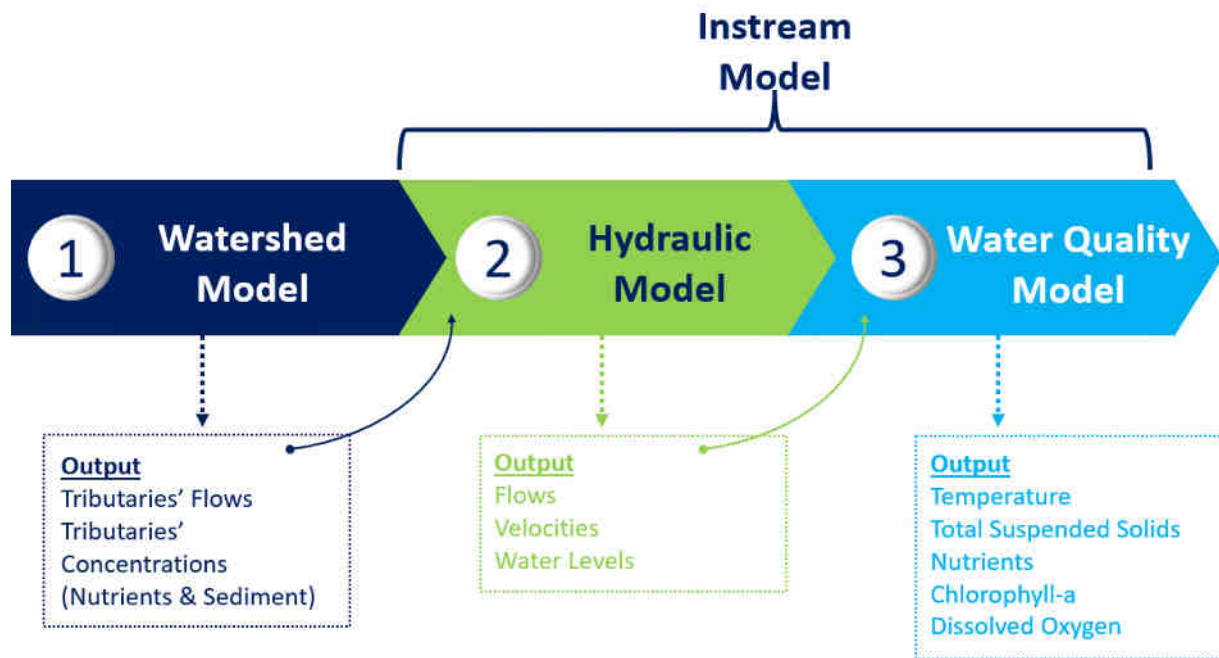 Instream
Model
1
Watershed
Model
2
Hydraulic
Model
3
Water Quality
Model
Output
Tributaries’ Flows
Tributaries’
Concentrations
(Nutrients & Sediment)
Output
Flows
Velocities
Water Levels
Output
Temperature
Total Suspended Solids
Nutrients
Chlorophyll-a
Dissolved Oxygen